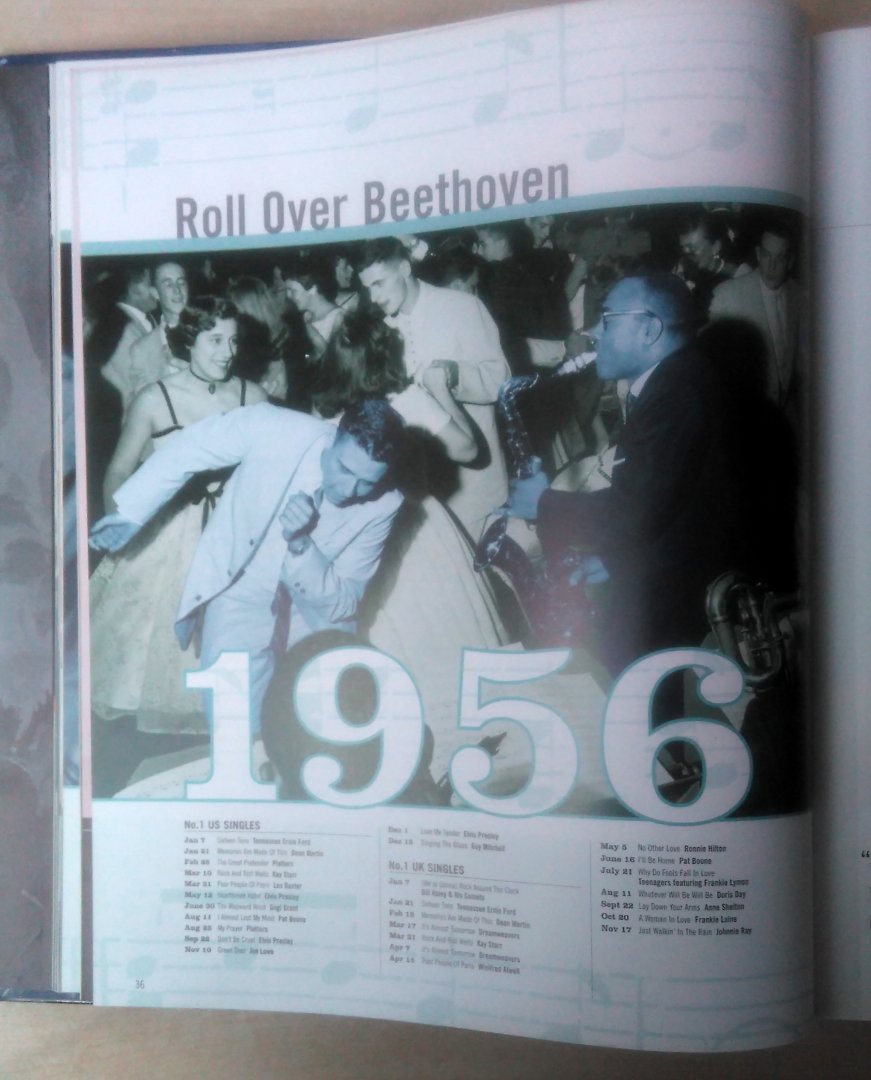 Roll Over Beethoven
1956
No.1 US SINGLES
Jan 7 Sixteen Tons Tennessee Ernie Ford
Jan 21 Memories Are Made Of This Dean Martin
Feb 25 The Great Pretender Platters
Mar 10 Rock And Roll Waltz Kay Starr
Mar 31 Poor People Of Paris Les Baxter
May 12 Heartbreak Hotel Elvis Presley
June 30 The Wayward Wind Gogi Grant
Aug 11 I Almost Lost My Mind Pat Boone
Aug 25 My Prayer Platters
Sep 22 Don't Be Cruel Elvis Presley
Nov 10 Green Door Jim Lowe
Dec 1 Love Me Tender Elvis Presley
Dec 15 Singing The Blues Guy Mitchell
No.1 UK SINGLES
Jan 7 (We're Gonna) Rock Around The Clock
Bill Haley & His Comets
Jan 21 Sixteen Tons Tennessee Ernie Ford
Feb 18 Memories Are Made Of This Dean Martin
Mar 17 It's Almost Tomorrow Dreamweavers
Mar 31 Rock And Roll Waltz Kay Starr
Apr 7 It's Almost Tomorrow Dreamweavers
Apr 14 Poor People Of Paris Winifred Atwell
May 5 No Other Love Ronnie Hilton
June 16 I'll Be Home Pat Boone
July 21 Why Do Fools Fall In Love
Teenagers featuring Frankie Lymon
Aug 11 Whatever Will Be Will Be Doris Day
Sept 22 Lay Down Your Arms Anne Shelton
Oct 20 A Woman In Love Frankie Laine
Nov 17 Just Walkin' In The Rain Johnnie Ray
36
“